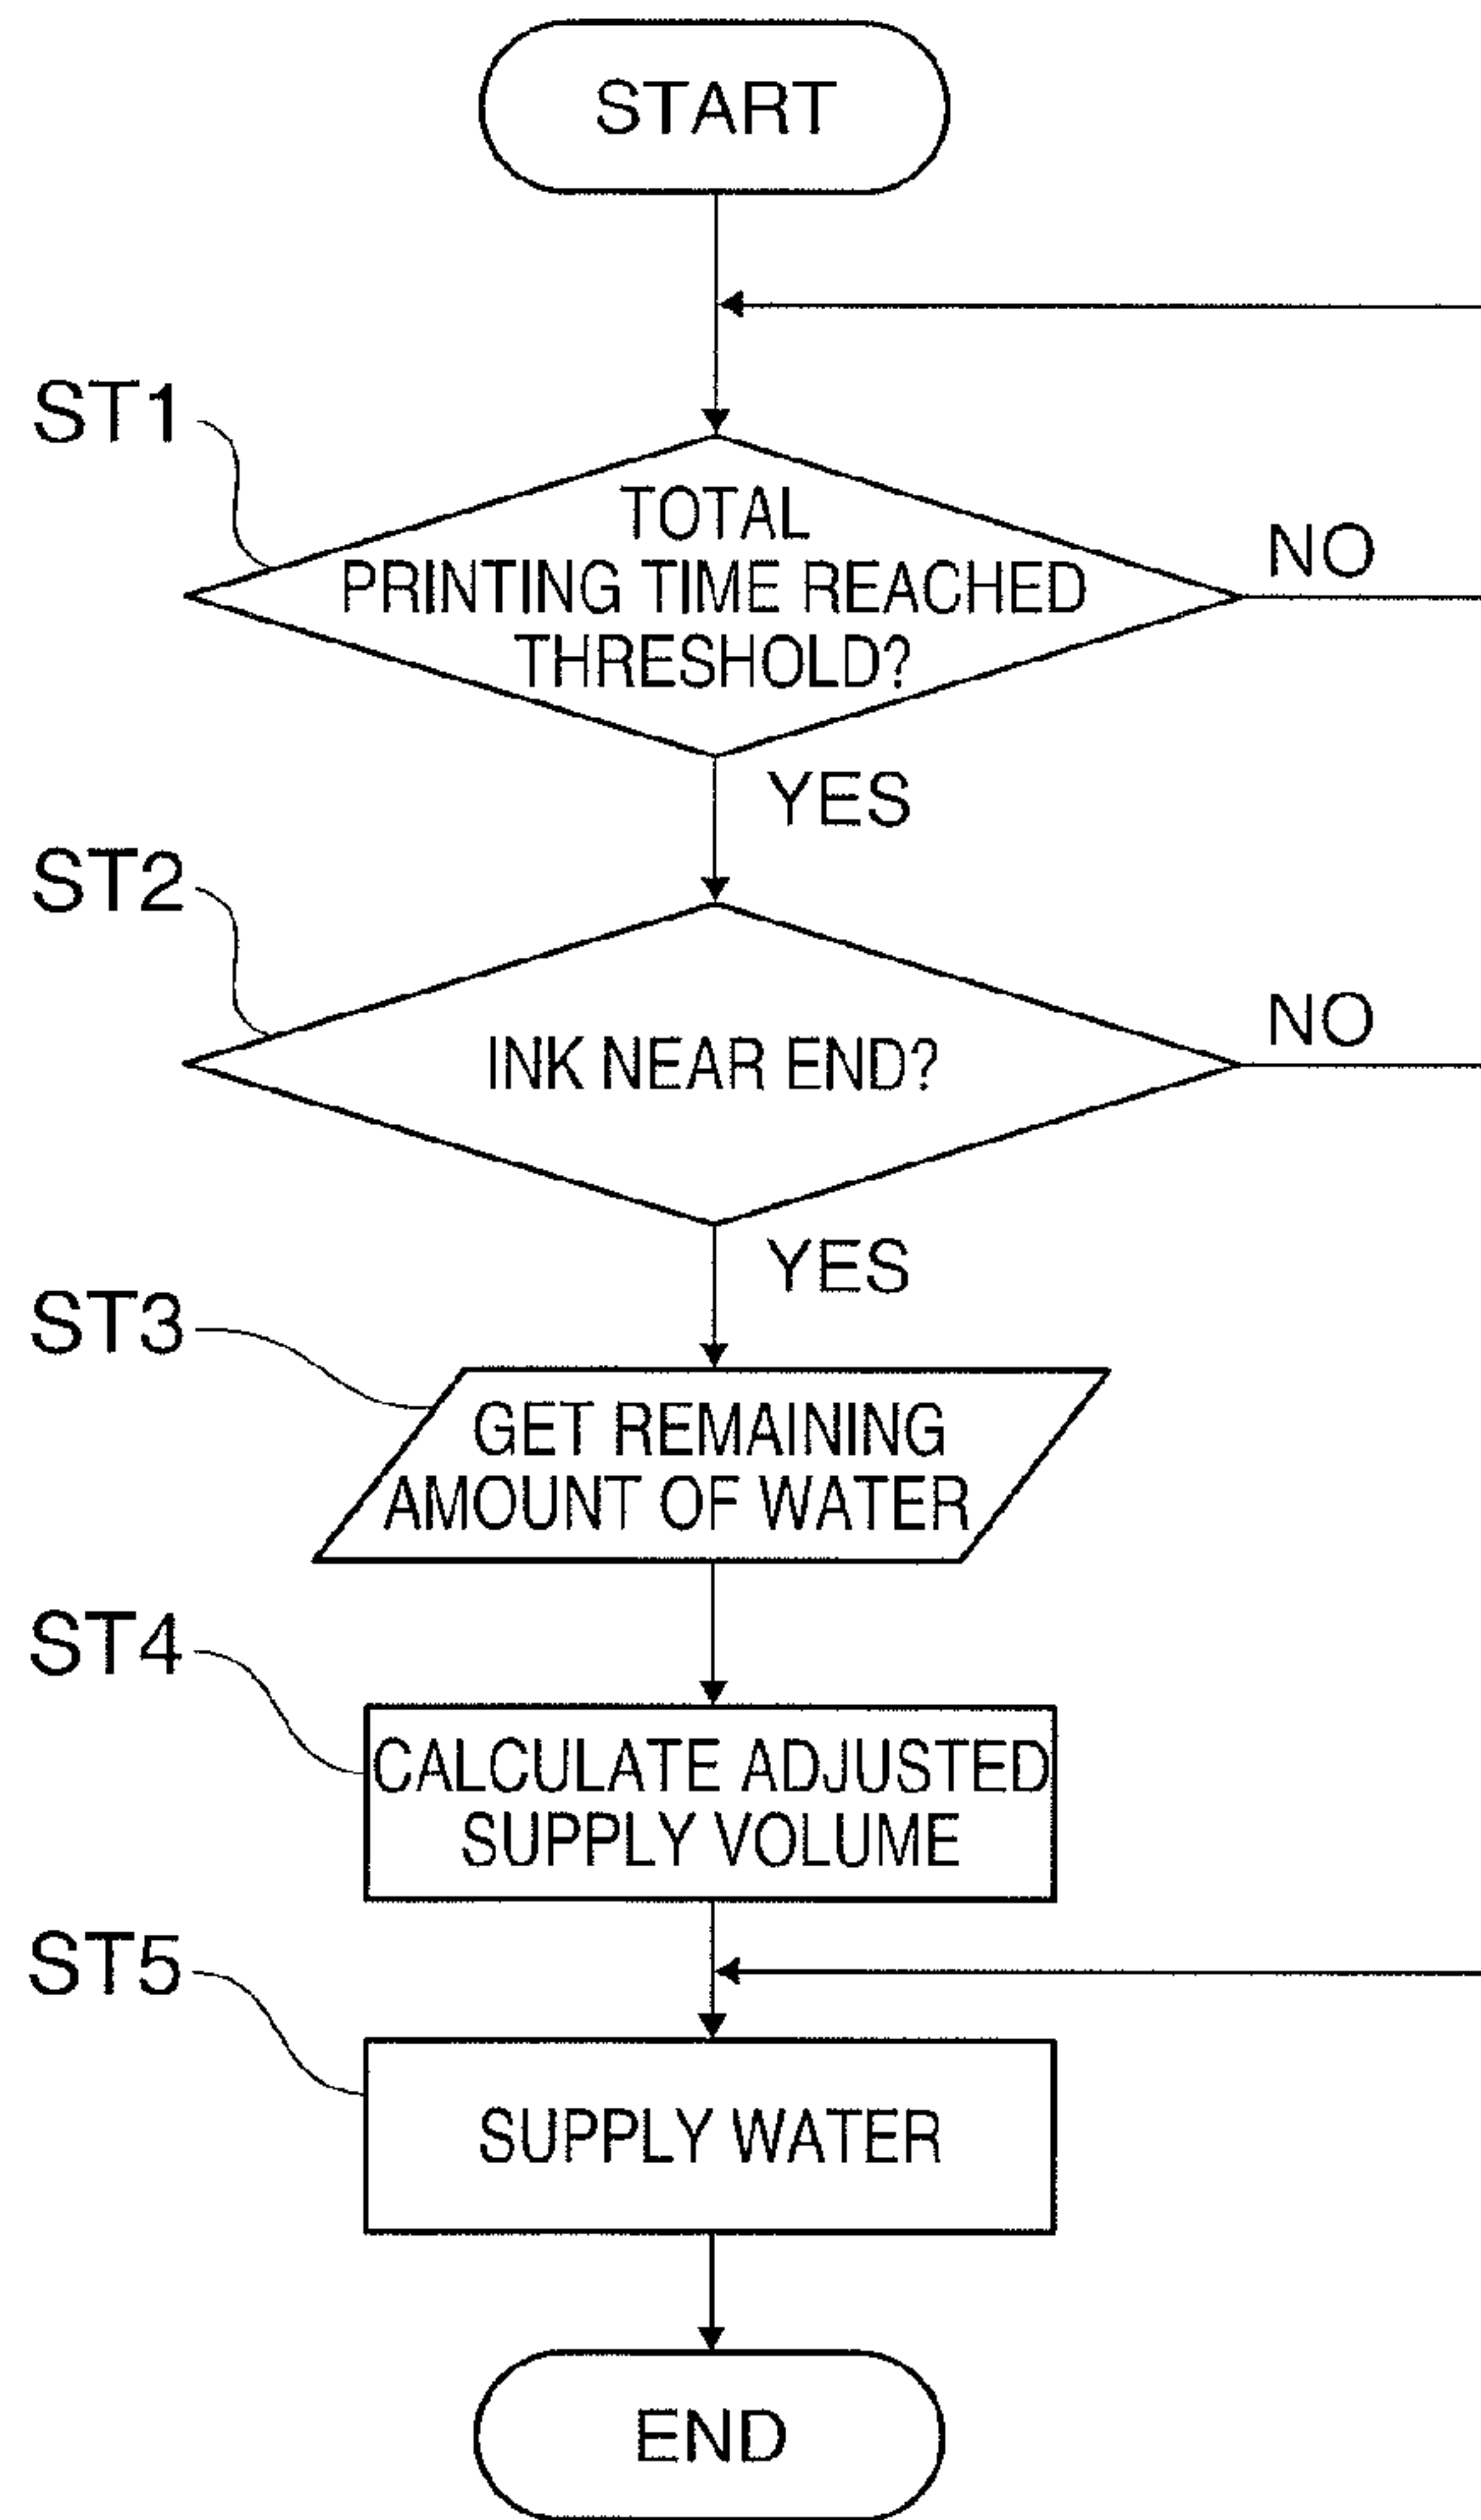 START
ST1
TOTAL
PRINTING TIME REACHED
THRESHOLD?
NO
YES
ST2
INK NEAR END?
NO
YES
ST3
GET REMAINING
AMOUNT OF WATER
ST4
CALCULATE ADJUSTED
SUPPLY VOLUME
ST5
SUPPLY WATER
END